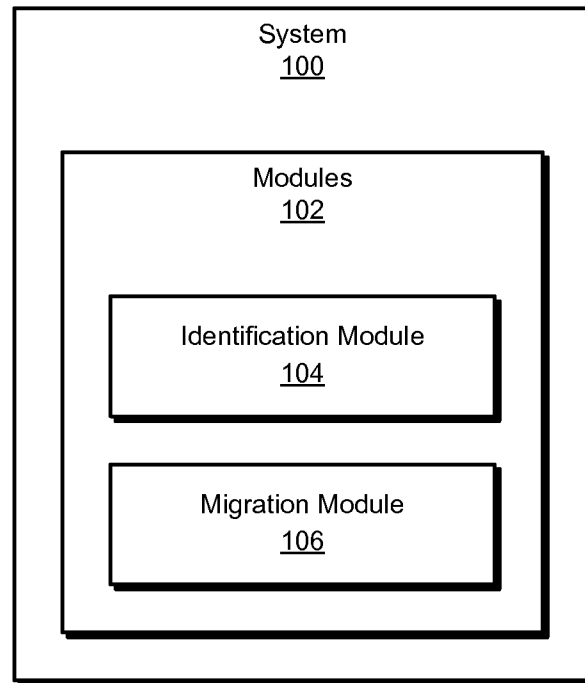 System
100
Modules
102
Identification Module
104
Migration Module
106